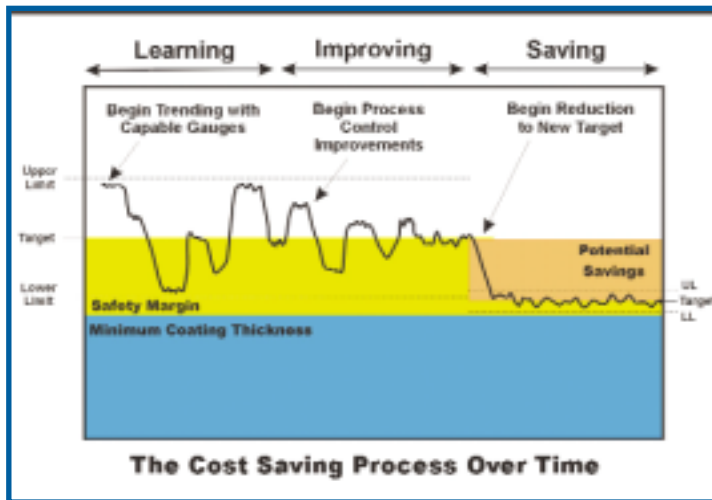 Learning Improving Saving
Begin Trending with
Capable Gauges
Begin Process
Control
Improvements
Begin Reduction
to New Target
Upper
Limit
Target
Lower
Limit
Potential
Savings
UL
Target
LL
Safety Margin
Minimum Coating Thickness
The Cost Saving Process Over Time